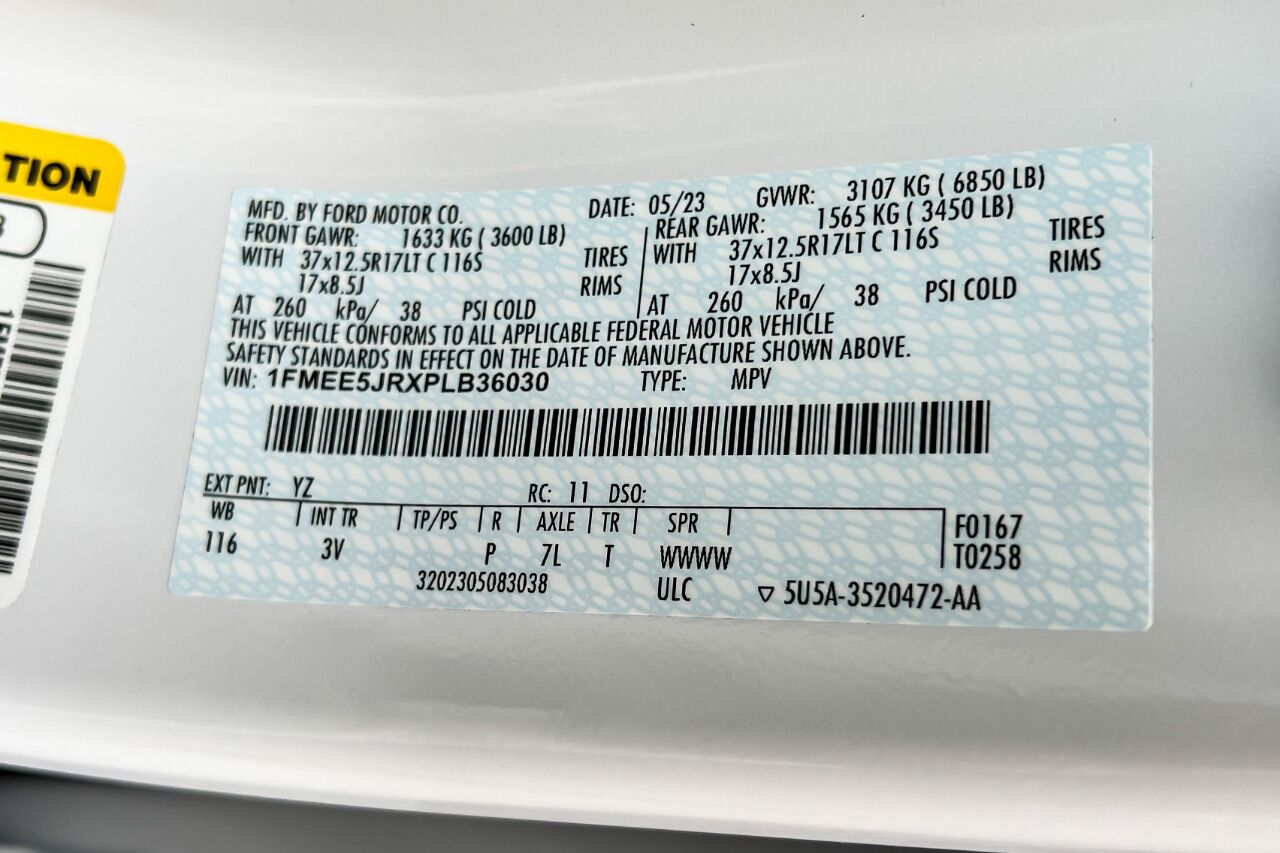 TION
MFD. BY FORD MOTOR CO. DATE: 05/23 GVWR: 3107 KG ( 6850 LB)
FRONT GAWR: 1633 KG ( 3600 LB) REAR GAWR: 1565 KG ( 3450 LB)
WITH 37x12.5R17LT C 116S TIRES WITH 37x12.5R17LT C 116S TIRES
17x8.5J RIMS 17x8.5J RIMS
AT 260 kPa/ 38 PSI COLD AT 260 kPa/ 38 PSI COLD
THIS VEHICLE CONFORMS TO ALL APPLICABLE FEDERAL MOTOR VEHICLE
SAFETY STANDARDS IN EFFECT ON THE DATE OF MANUFACTURE SHOWN ABOVE.
VIN: 1FMEE5JRXPLB36030 TYPE: MPV
EXT PNT: YZ RC: 11 DSO:
WB INT TR TP/PS R AXLE TR SPR F0167
116 3V P 7L T WWWW T0258
3202305083038 ULC ▽ 5U5A-3520472-AA